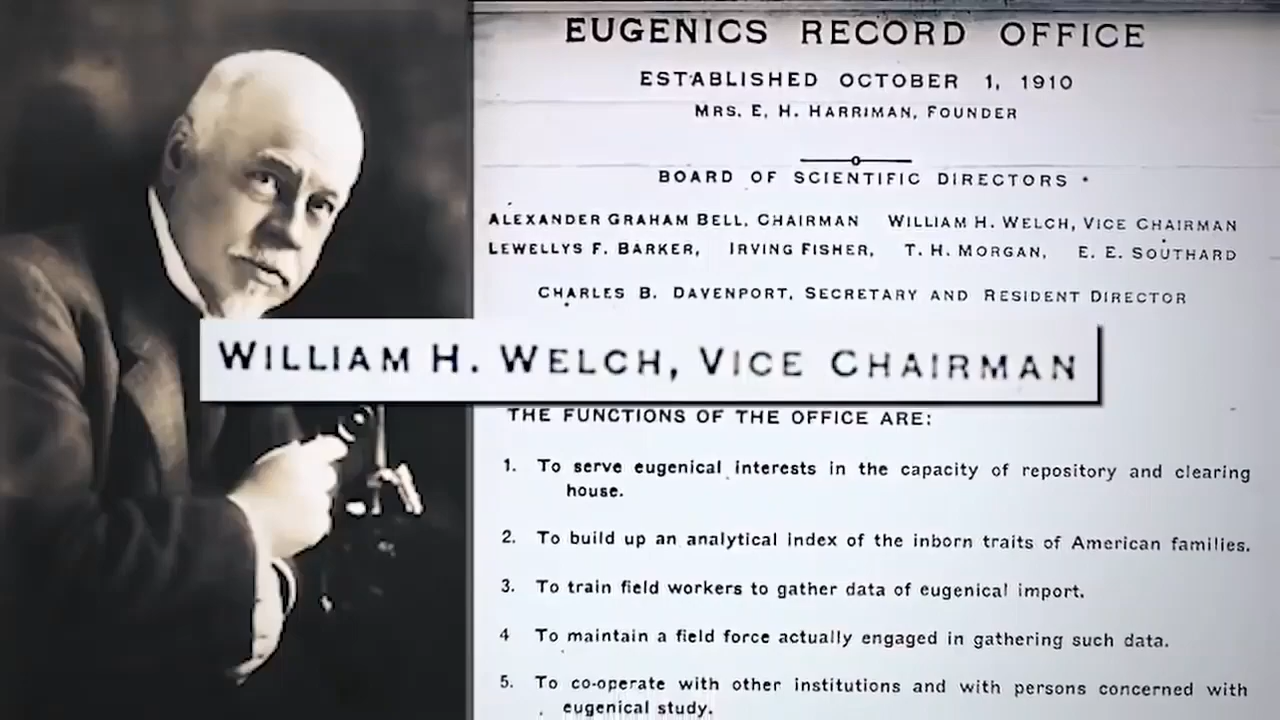 EUGENICS RECORD OFFICE
ESTABLISHED OCTOBER 1, 1910
MRS. E. H. HARRIMAN, FOUNDER
BOARD OF SCIENTIFIC DIRECTORS
ALEXANDER GRAHAM BELL, CHAIRMAN WILLIAM H. WELCH, VICE CHAIRMAN
LEWELLYS F. BARKER, IRVING FISHER, T. H. MORGAN, E. E. SOUTHARD
CHARLES B. DAVENPORT, SECRETARY AND RESIDENT DIRECTOR
WILLIAM H. WELCH, VICE CHAIRMAN
THE FUNCTIONS OF THE OFFICE ARE:
1. To serve eugenical interests in the capacity of repository and clearing
house.
2. To build up an analytical index of the inborn traits of American families.
3. To train field workers to gather data of eugenical import.
4 To maintain a field force actually engaged in gathering such data.
5. To co-operate with other institutions and with persons concerned with
eugenical study.